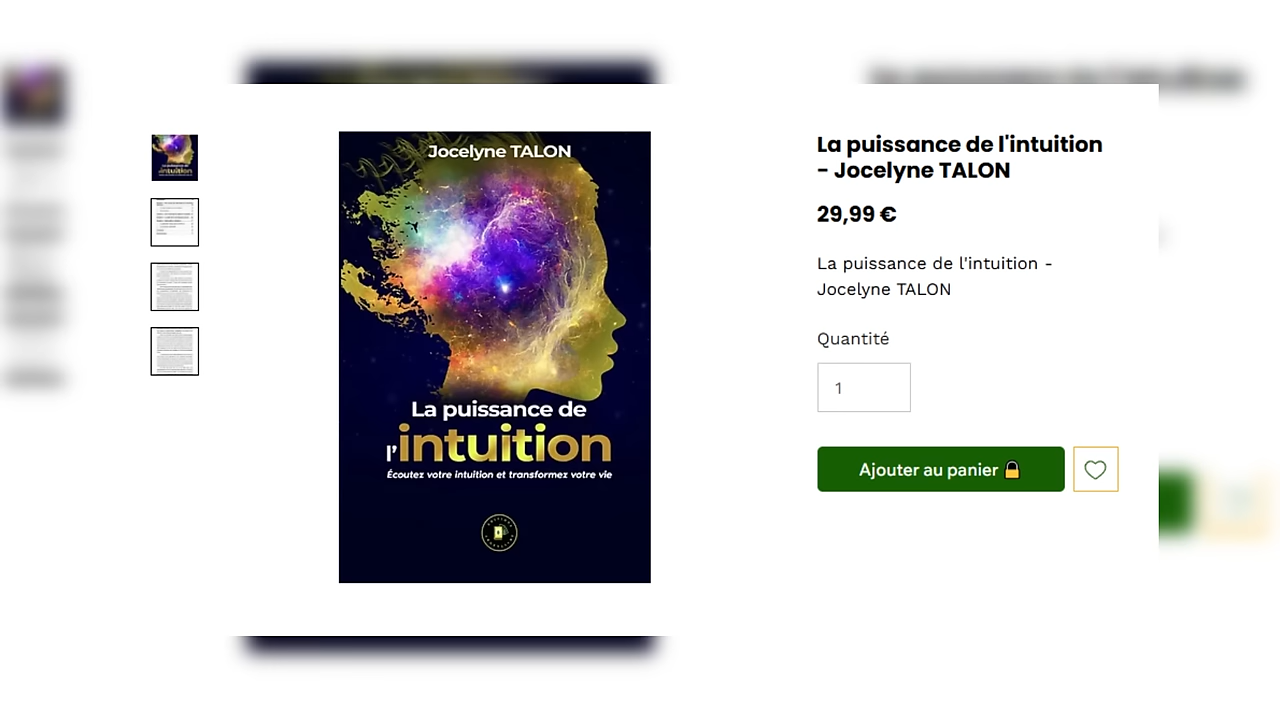 Jocelyne TALON
La puissance de
l'intuition
Écoutez votre intuition et transformez votre vie
La puissance de l'intuition
- Jocelyne TALON
29,99 €
La puissance de l'intuition -
Jocelyne TALON
Quantité
1
Ajouter au panier 🔒